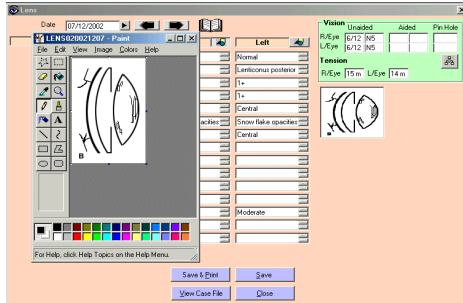 Lens
Date 07/12/2002
LENS020021207 - Paint
File Edit View Image Colors Help
A
B
For Help, click Help Topics on the Help Menu.
Left
Normal
Lenticonus posterior
1+
1+
Central
acities Snow flake opacities
Central
Moderate
Vision
Unaided Aided Pin Hole
R/Eye 6/12 N5
L/Eye 6/12 N5
Tension
R/Eye 15 m L/Eye 14 m
Save & Print Save
View Case File Close